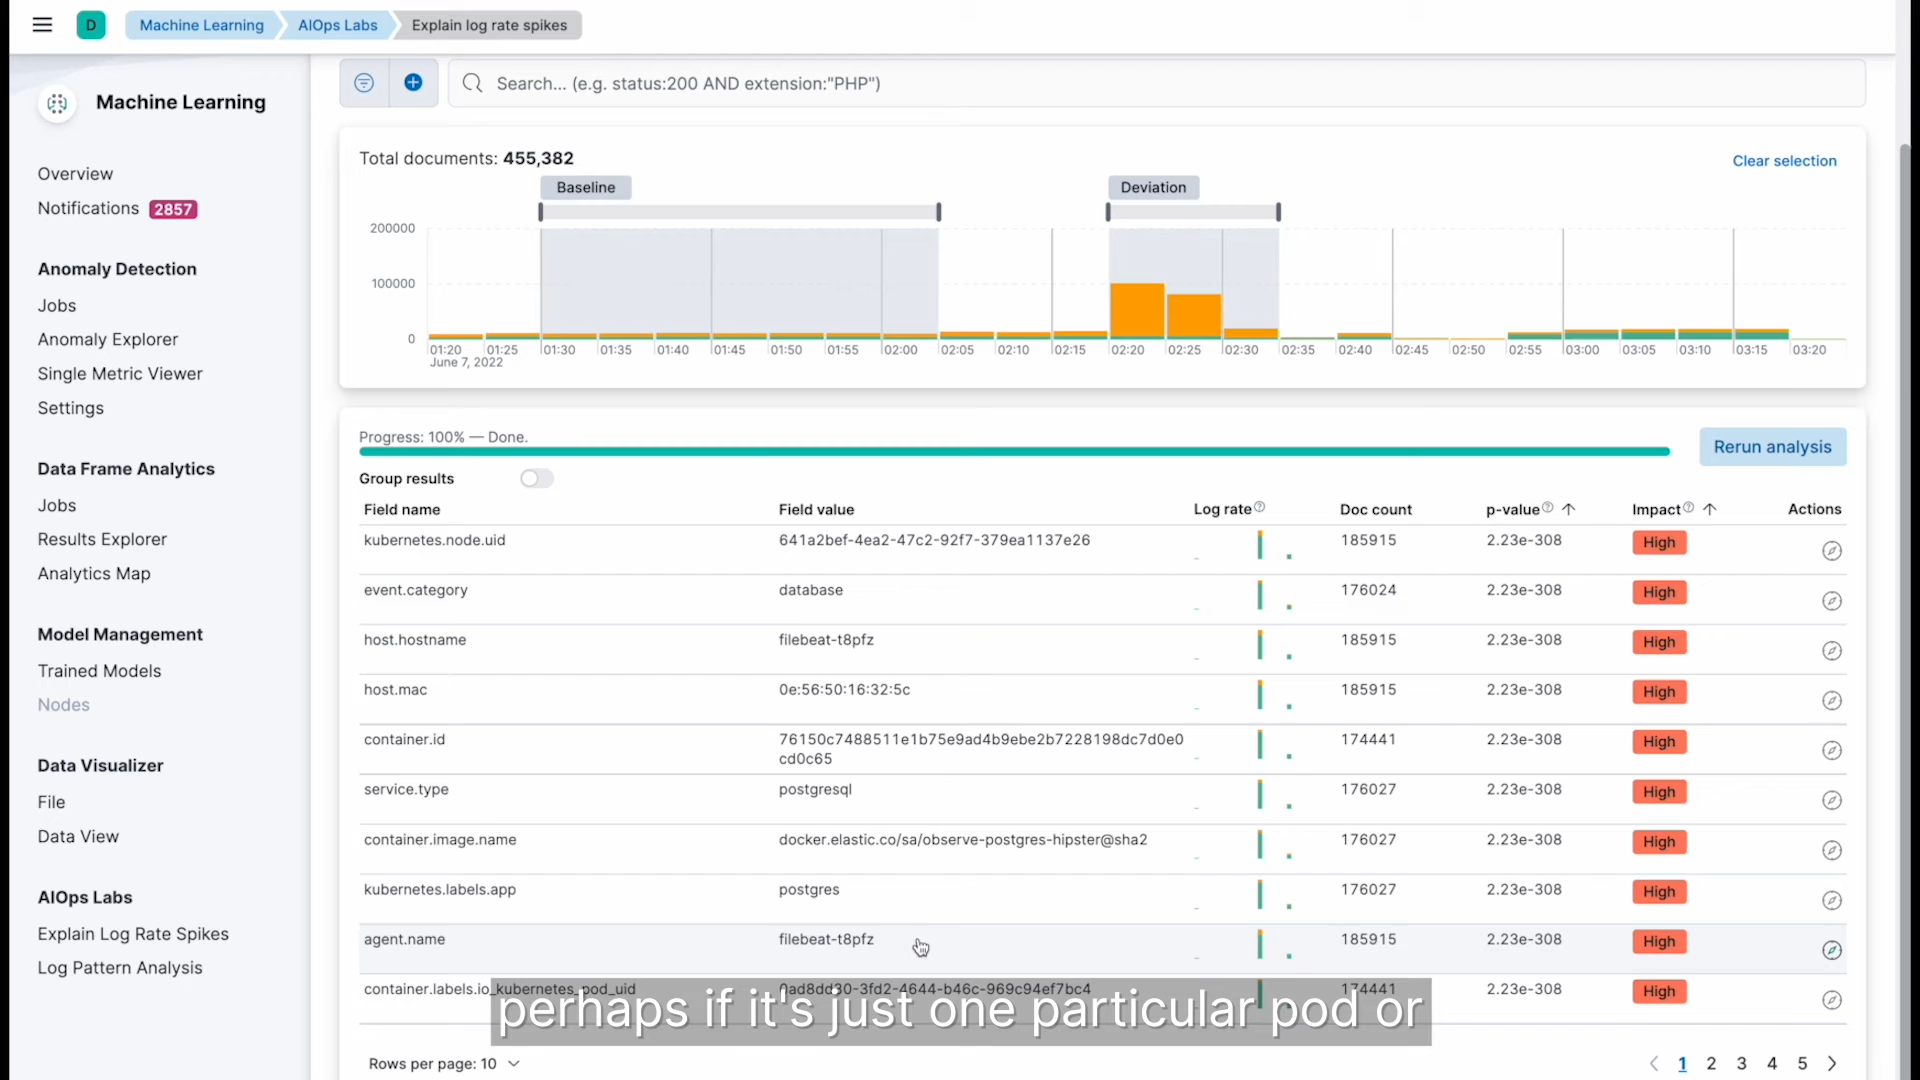 D
Machine Learning
AIOps Labs
Explain log rate spikes
Machine Learning
Overview
Notifications 2857
Anomaly Detection
Jobs
Anomaly Explorer
Single Metric Viewer
Settings
Data Frame Analytics
Jobs
Results Explorer
Analytics Map
Model Management
Trained Models
Nodes
Data Visualizer
File
Data View
AIOps Labs
Explain Log Rate Spikes
Log Pattern Analysis
Search... (e.g. status:200 AND extension:"PHP")
Total documents: 455,382
Clear selection
Baseline
Deviation
200000
100000
0
01:20 01:25 01:30 01:35 01:40 01:45 01:50 01:55 02:00 02:05 02:10 02:15 02:20 02:25 02:30 02:35 02:40 02:45 02:50 02:55 03:00 03:05 03:10 03:15 03:20
June 7, 2022
Progress: 100% — Done.
Rerun analysis
Group results
Field name Field value Log rate Doc count p-value Impact Actions
kubernetes.node.uid 641a2bef-4ea2-47c2-92f7-379ea1137e26 185915 2.23e-308 High
event.category database 176024 2.23e-308 High
host.hostname filebeat-t8pfz 185915 2.23e-308 High
host.mac 0e:56:50:16:32:5c 185915 2.23e-308 High
container.id 76150c7488511e1b75e9ad4b9ebe2b7228198dc7d0e0 174441 2.23e-308 High
cd0c65
service.type postgresql 176027 2.23e-308 High
container.image.name docker.elastic.co/sa/observe-postgres-hipster@sha2 176027 2.23e-308 High
kubernetes.labels.app postgres 176027 2.23e-308 High
agent.name filebeat-t8pfz 185915 2.23e-308 High
container.labels.io_kubernetes_pod_uid 0ad8dd30-3fd2-4644-b46c-969c94ef7bc4 174441 2.23e-308 High
perhaps if it's just one particular pod or
Rows per page: 10
1 2 3 4 5